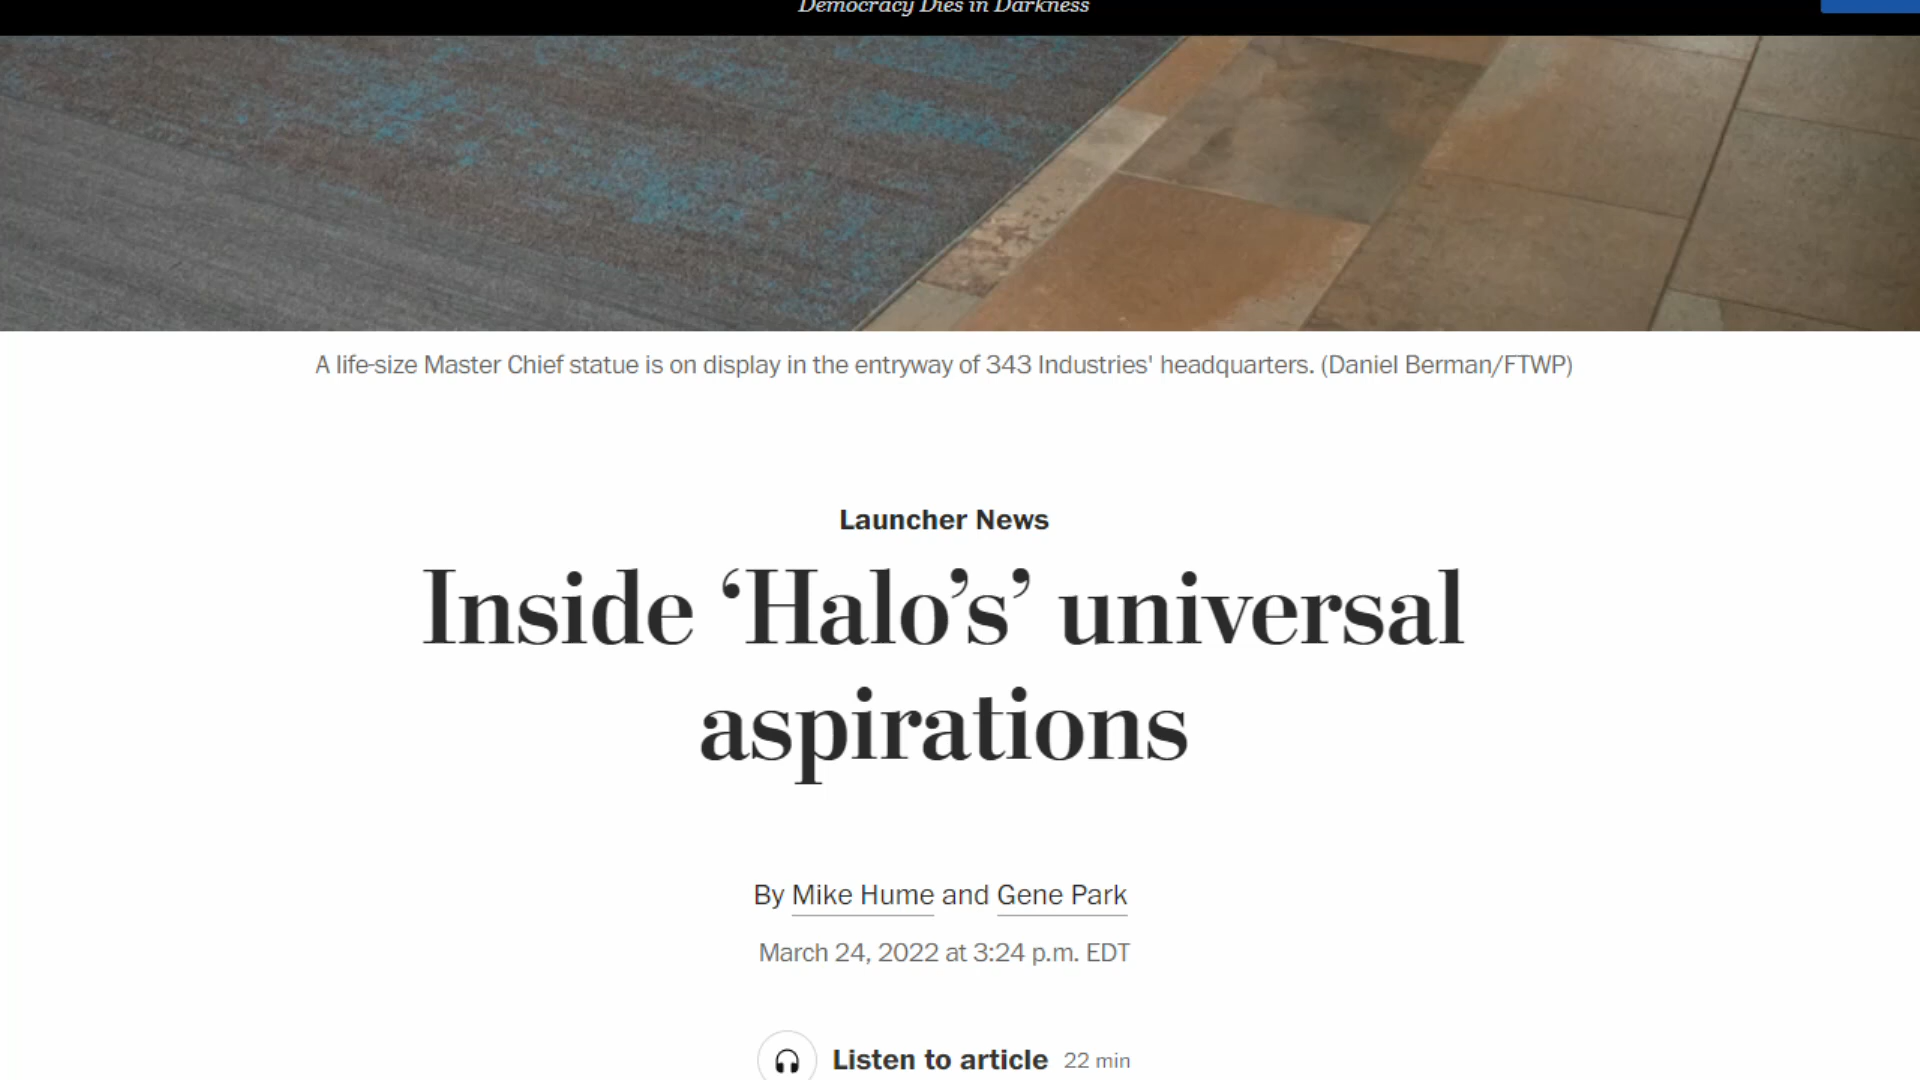 Democracy Dies in Darkness
A life-size Master Chief statue is on display in the entryway of 343 Industries' headquarters. (Daniel Berman/FTWP)
Launcher News
Inside ‘Halo’s’ universal
aspirations
By Mike Hume and Gene Park
March 24, 2022 at 3:24 p.m. EDT
Listen to article 22 min